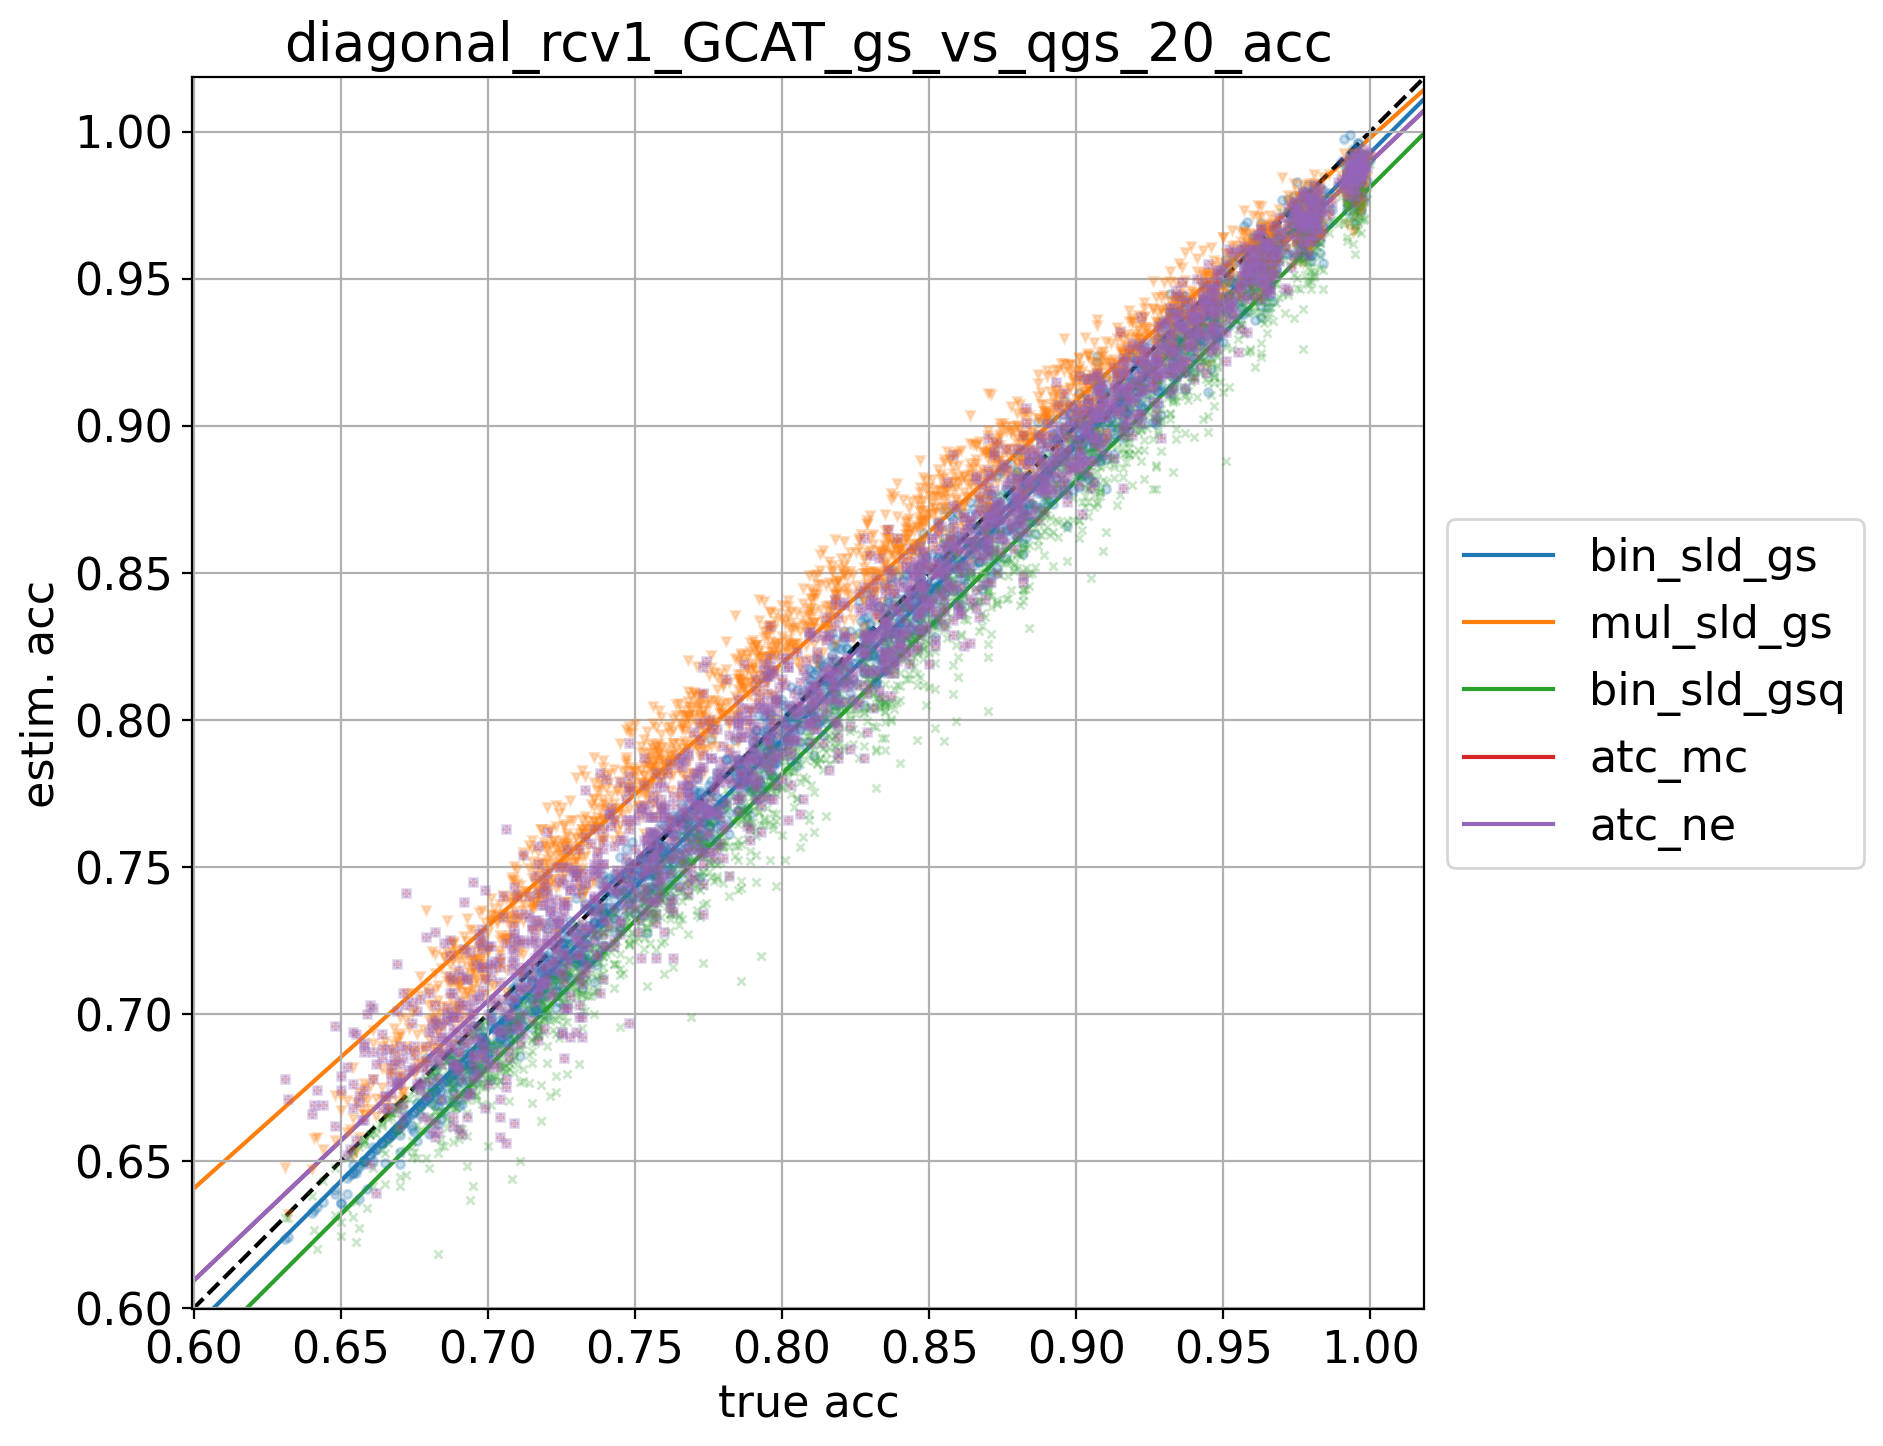 diagonal_rcv1_GCAT_gs_vs_qgs_20_acc
estim. acc
1.00
0.95
0.90
0.85
0.80
0.75
0.70
0.65
0.60
0.60 0.65 0.70 0.75 0.80 0.85 0.90 0.95 1.00
true acc
bin_sld_gs
mul_sld_gs
bin_sld_gsq
atc_mc
atc_ne